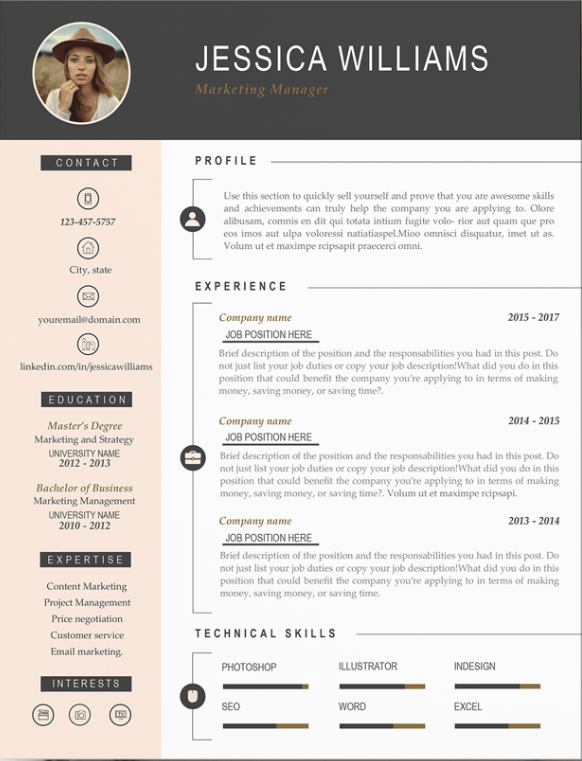 JESSICA WILLIAMS
Marketing Manager
CONTACT
123-457-5757
City, state
youremail@domain.com
linkedin.com/in/jessicawilliams
EDUCATION
Master's Degree
Marketing and Strategy
UNIVERSITY NAME
2012 - 2013
Bachelor of Business
Marketing Management
UNIVERSITY NAME
2010 - 2012
EXPERTISE
Content Marketing
Project Management
Price negotiation
Customer service
Email marketing.
INTERESTS
PROFILE
Use this section to quickly sell yourself and prove that you are awesome skills
and achievements can truly help the company you are applying to. Olore
alibusam, comnis en dit qui totata intium fugite volo- rior aut quam que pro
eos imos aut ulpa voloressi natiatiaspel.Mioo omnisci disquatur, imet ut as.
Volum ut et maximpe rcipsapit praecerci omni.
EXPERIENCE
Company name 2015 - 2017
JOB POSITION HERE
Brief description of the position and the responsabilities you had in this post. Do
not just list your job duties or copy your job description!What did you do in this
position that could benefit the company you're applying to in terms of making
money, saving money, or saving time?.
Company name 2014 - 2015
JOB POSITION HERE
Brief description of the position and the responsabilities you had in this post. Do
not just list your job duties or copy your job description!What did you do in this
position that could benefit the company you're applying to in terms of making
money, saving money, or saving time?. Volum ut et maximpe rcipsapi.
Company name 2013 - 2014
JOB POSITION HERE
Brief description of the position and the responsabilities you had in this post. Do
not just list your job duties or copy your job description!What did you do in this
position that could benefit the company you're applying to in terms of making
money, saving money, or saving time.
TECHNICAL SKILLS
PHOTOSHOP ILLUSTRATOR INDESIGN
SEO WORD EXCEL